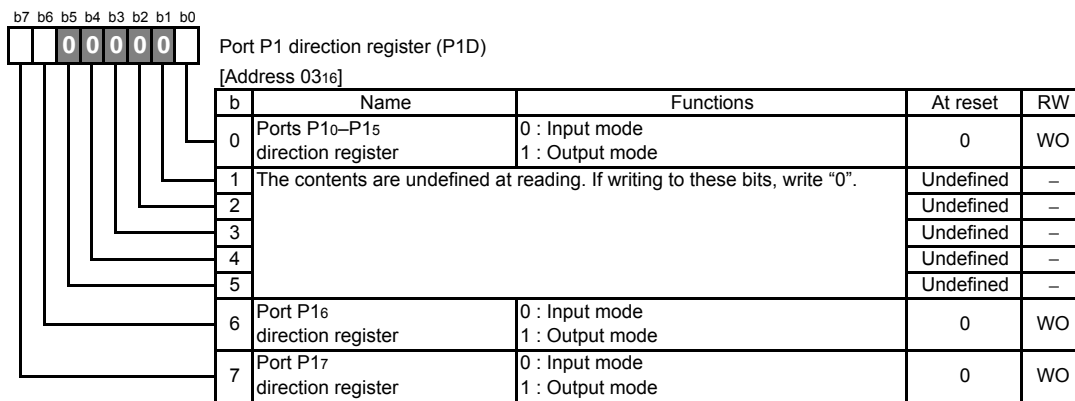 b7 b6 b5 b4 b3 b2 b1 b0
0 0 0 0 0
Port P1 direction register (P1D)
[Address 0316]
b Name Functions At reset RW
0 Ports P10–P15 direction register 0 : Input mode 1 : Output mode 0 WO
1 The contents are undefined at reading. If writing to these bits, write “0”. Undefined –
2 Undefined –
3 Undefined –
4 Undefined –
5 Undefined –
6 Port P16 direction register 0 : Input mode 1 : Output mode 0 WO
7 Port P17 direction register 0 : Input mode 1 : Output mode 0 WO